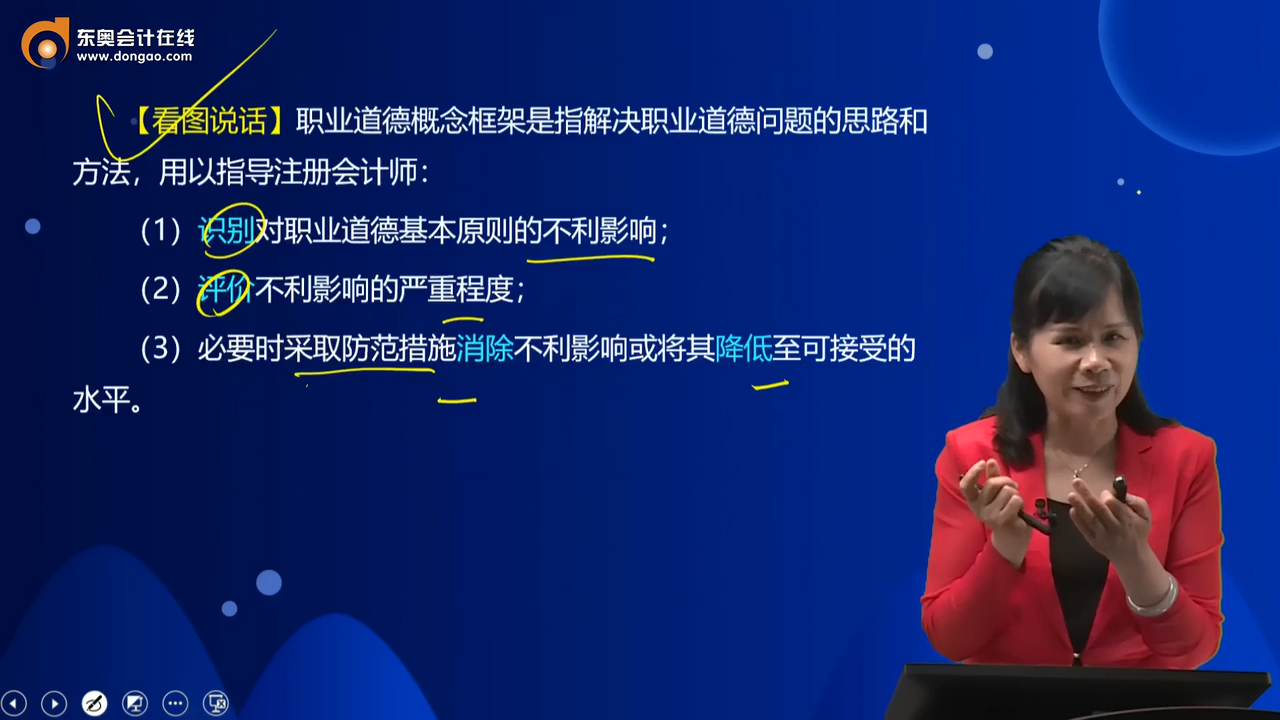 东奥会计在线
www.dongao.com
【看图说话】职业道德概念框架是指解决职业道德问题的思路和
方法，用以指导注册会计师：
（1）识别对职业道德基本原则的不利影响；
（2）评价不利影响的严重程度；
（3）必要时采取防范措施消除不利影响或将其降低至可接受的
水平。